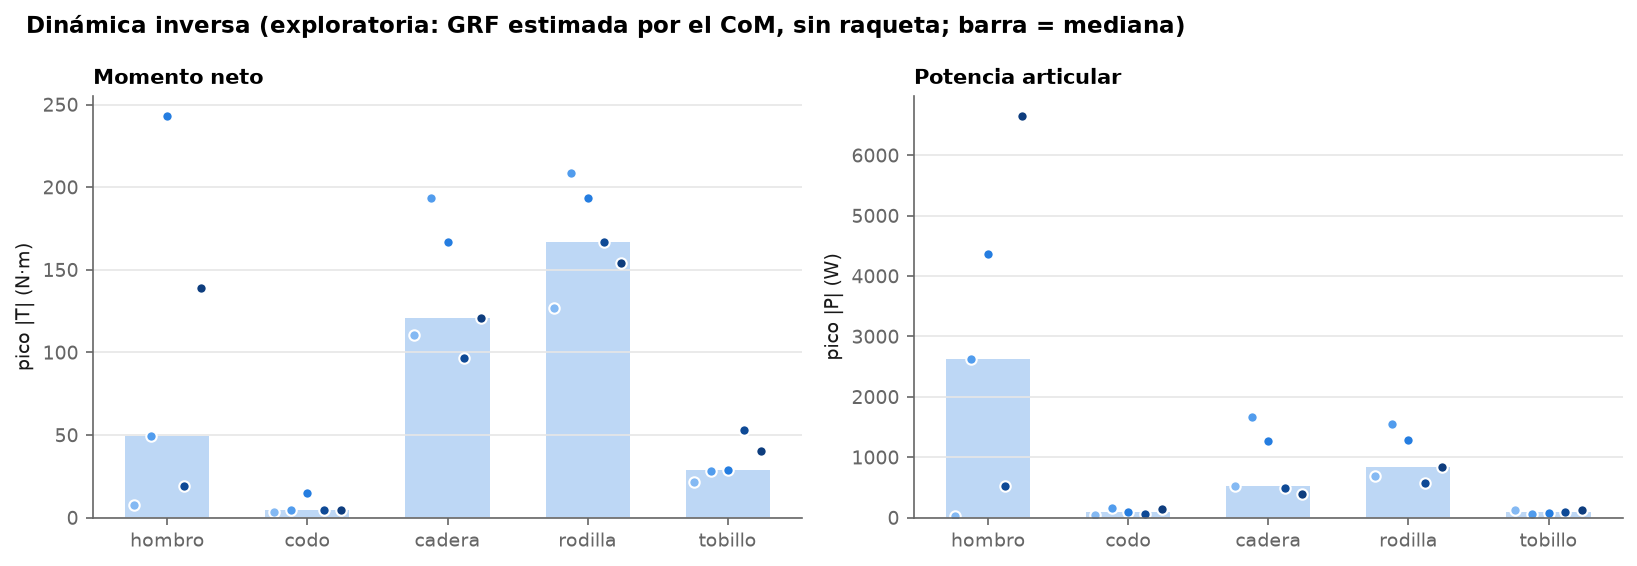 Dinámica inversa (exploratoria: GRF estimada por el CoM, sin raqueta; barra = mediana)
Momento neto
pico |T| (N·m)
250
200
150
100
50
0
hombro
codo
cadera
rodilla
tobillo
Potencia articular
pico |P| (W)
6000
5000
4000
3000
2000
1000
0
hombro
codo
cadera
rodilla
tobillo